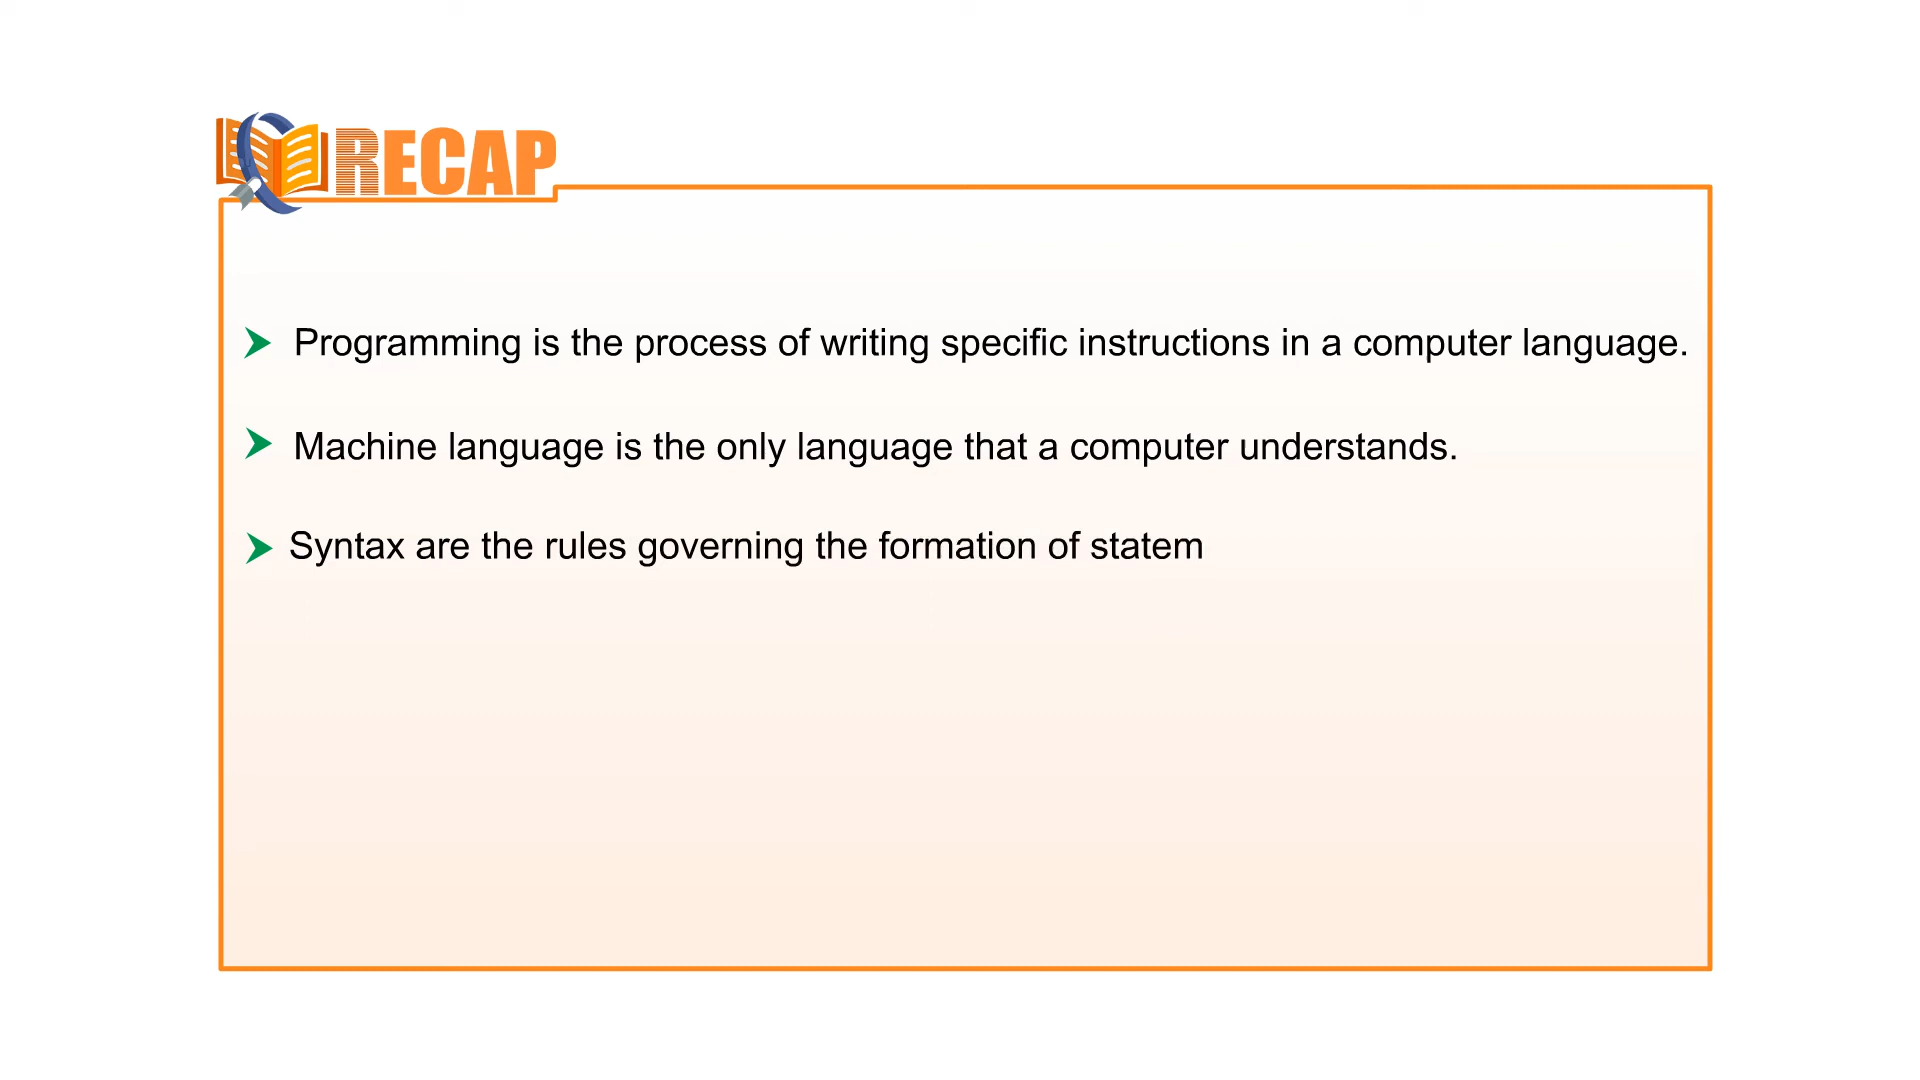 RECAP
Programming is the process of writing specific instructions in a computer language.
Machine language is the only language that a computer understands.
Syntax are the rules governing the formation of statem